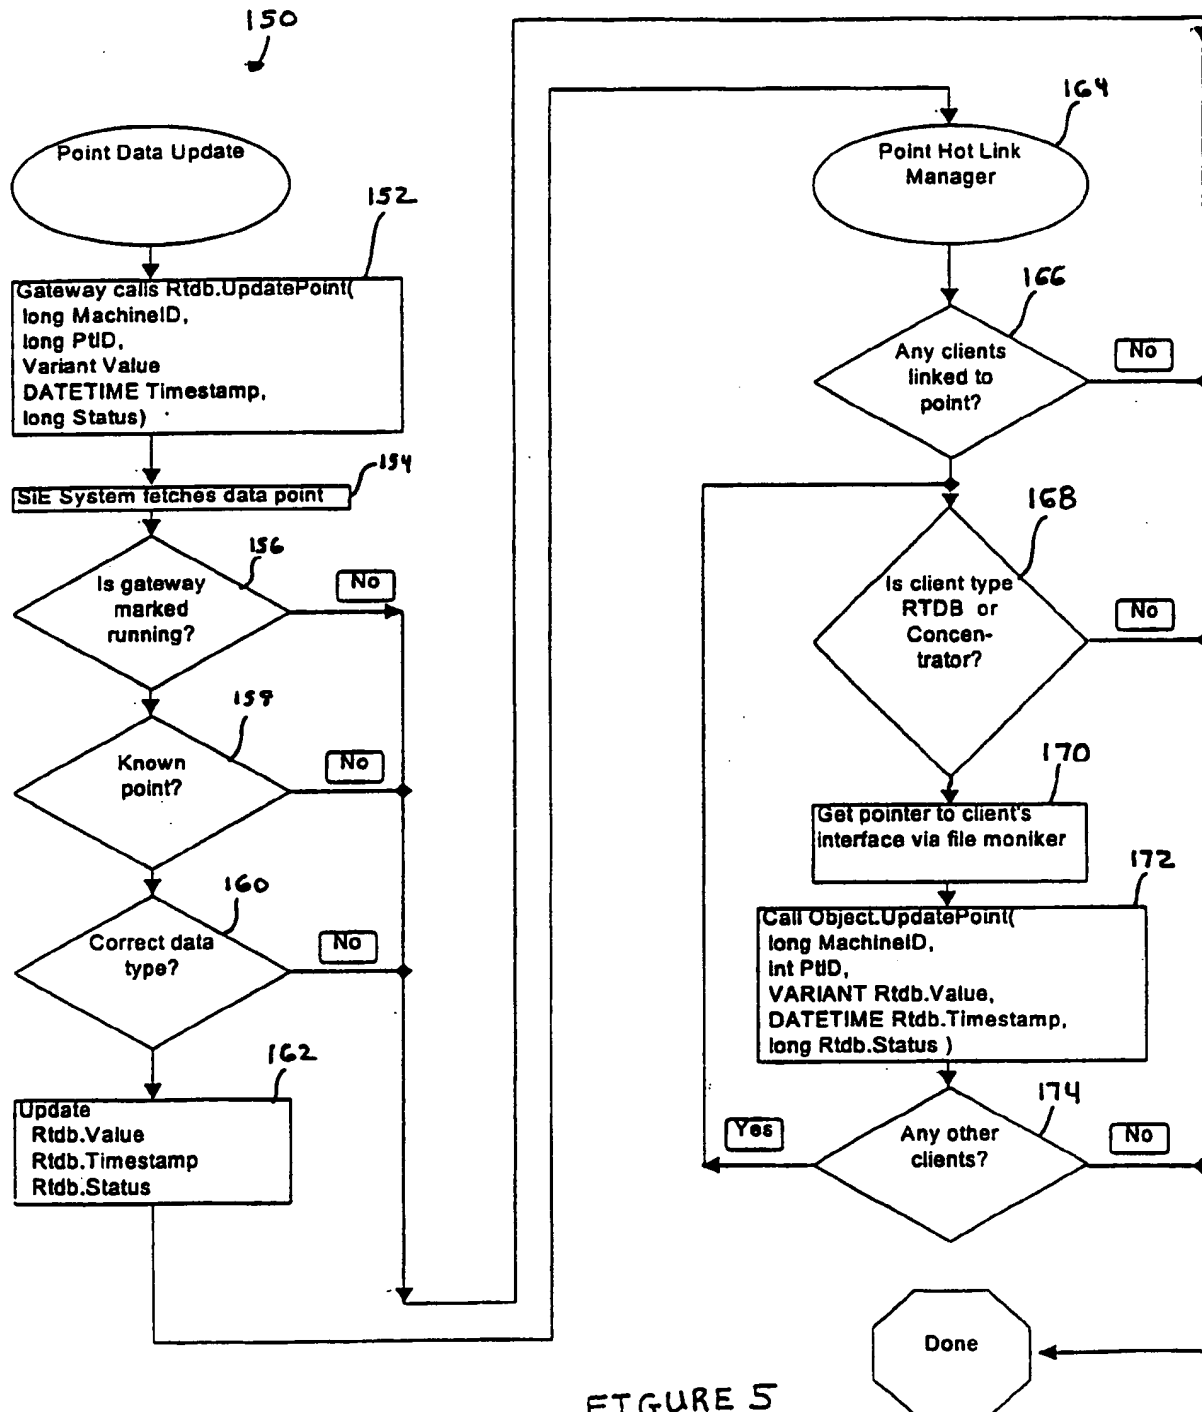 150
Point Data Update
152
Gateway calls Rtdb.UpdatePoint(
long MachineID,
long PtID,
Variant Value
DATETIME Timestamp,
long Status)
154
SIE System fetches data point
156
Is gateway
marked
running?
No
158
Known
point?
No
160
Correct data
type?
No
162
Update
Rtdb.Value
Rtdb.Timestamp
Rtdb.Status
164
Point Hot Link
Manager
166
Any clients
linked to
point?
No
168
Is client type
RTDB or
Concen-
trator?
No
170
Get pointer to client's
interface via file moniker
172
Call Object.UpdatePoint(
long MachineID,
int PtID,
VARIANT Rtdb.Value,
DATETIME Rtdb.Timestamp,
long Rtdb.Status )
174
Any other
clients?
Yes
No
Done
FIGURE 5